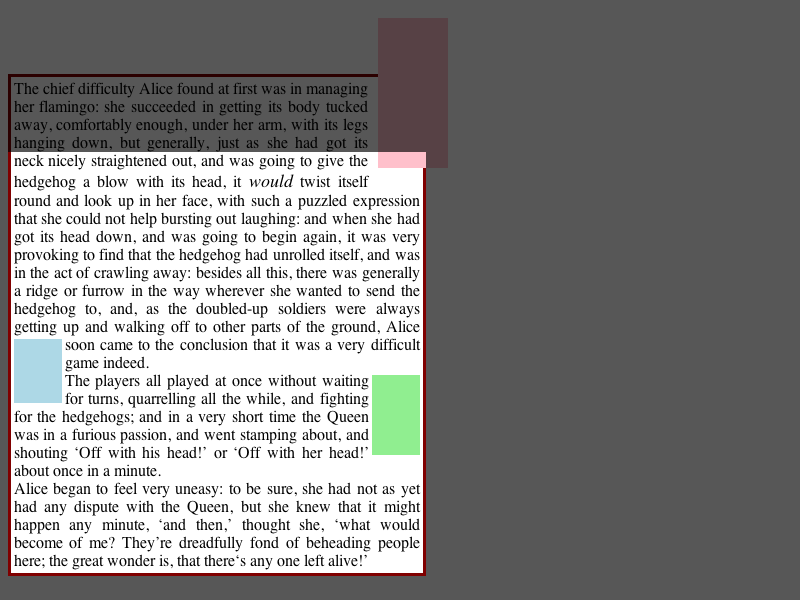 The chief difficulty Alice found at first was in managing
her flamingo: she succeeded in getting its body tucked
away, comfortably enough, under her arm, with its legs
hanging down, but generally, just as she had got its
neck nicely straightened out, and was going to give the
hedgehog a blow with its head, it would twist itself
round and look up in her face, with such a puzzled expression
that she could not help bursting out laughing: and when she had
got its head down, and was going to begin again, it was very
provoking to find that the hedgehog had unrolled itself, and was
in the act of crawling away: besides all this, there was generally
a ridge or furrow in the way wherever she wanted to send the
hedgehog to, and, as the doubled-up soldiers were always
getting up and walking off to other parts of the ground, Alice
soon came to the conclusion that it was a very difficult
game indeed.
The players all played at once without waiting
for turns, quarrelling all the while, and fighting
for the hedgehogs; and in a very short time the Queen
was in a furious passion, and went stamping about, and
shouting ‘Off with his head!’ or ‘Off with her head!’
about once in a minute.
Alice began to feel very uneasy: to be sure, she had not as yet
had any dispute with the Queen, but she knew that it might
happen any minute, ‘and then,’ thought she, ‘what would
become of me? They’re dreadfully fond of beheading people
here; the great wonder is, that there‘s any one left alive!’